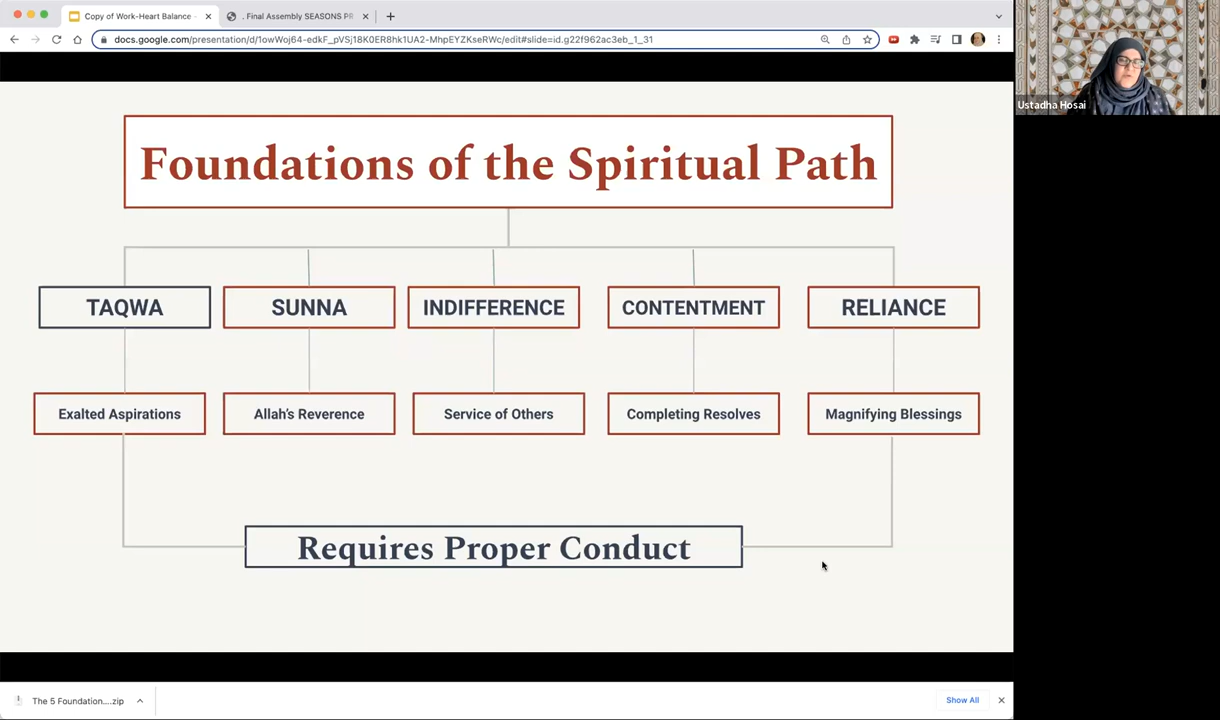 Copy of Work-Heart Balance -
. Final Assembly SEASONS PR
docs.google.com/presentation/d/1owWoj64-edkF_pVSj18K0ER8hk1UA2-MhpEYZKseRWc/edit#slide=id.g22f962ac3eb_1_31
Ustadha Hosai
Foundations of the Spiritual Path
TAQWA
SUNNA
INDIFFERENCE
CONTENTMENT
RELIANCE
Exalted Aspirations
Allah's Reverence
Service of Others
Completing Resolves
Magnifying Blessings
Requires Proper Conduct
The 5 Foundation....zip
Show All